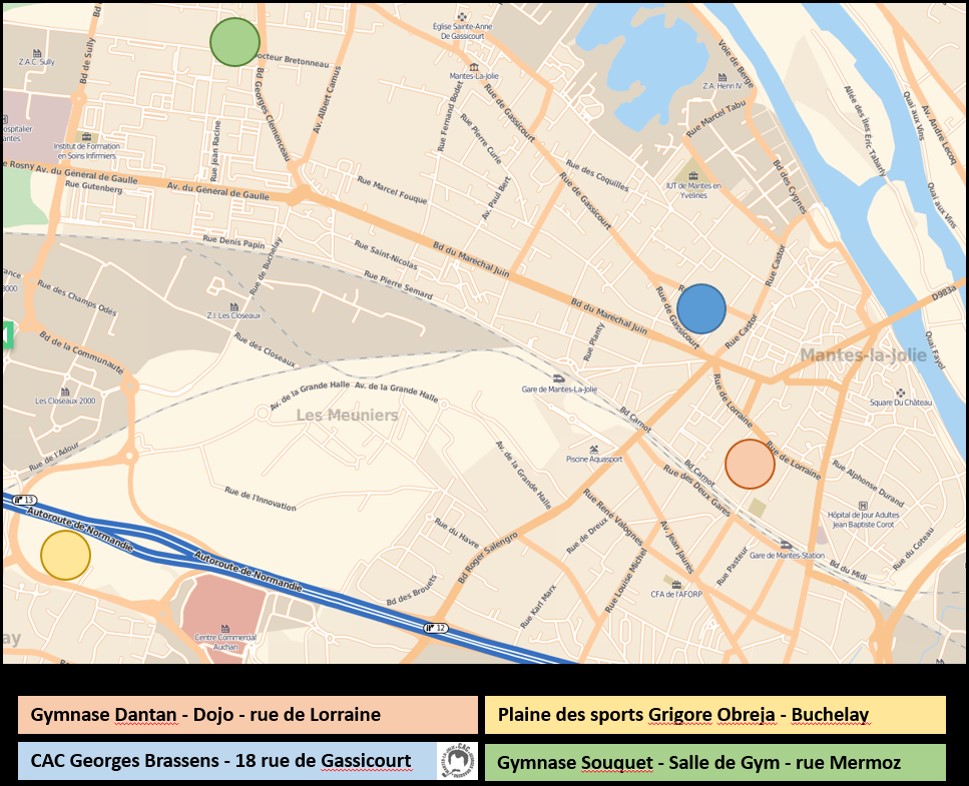 Bd de Sully
Bd
Z.A.C. Sully
Docteur Bretonneau
Bd Georges Clemenceau
Av. Albert Camus
Eglise Sainte-Anne
De Gassicourt
Mantes-La-Jolie
Rue de Gassicourt
Rue Fernand Bodet
Rue Pierre Curie
Voie de Berge
Z.A. Henri IV
Rue Marcel Tabu
Allée des Îles Éric Tabarly
Quai aux Vins
Av. André Lecoq
Institut de Formation
en Soins Infirmiers
Rue Jean Racine
Av. du Général de Gaulle
Av. du Général de Gaulle
Rue Gutenberg
Rue Marcel Fouque
Av. Paul Bert
Rue des Coquilles
Rue de Gassicourt
IUT de Mantes en
Yvelines
Bd des Cygnes
Quai aux Vins
Rue Denis Papin
Rue de Buchelay
Rue Saint-Nicolas
Bd du Maréchal Juin
Rue Pierre Semard
Rue Castor
Rue des Champs Odes
Z.I. Les Closeaux
Bd du Maréchal Juin
Rue de Gassicourt
Rue Castor
D983a
Bd de la Communaute
Rue des Closeaux
Rue Planty
Mantes-la-Jolie
Quai Fayol
Les Closeaux 2000
Av. de la Grande Halle
Av. de la Grande Halle
Les Meuniers
Gare de Mantes-La-Jolie
Rue de Lorraine
Square Du Château
Bd Carnot
Rue de l'Adour
Av. de la Grande Halle
Piscine Aquasport
Bd Carnot
Rue de Lorraine
Rue Alphonse Durand
Rue des Deux Gares
13
Rue de l'Innovation
Rue René Valognes
Hôpital de Jour Adultes
Jean Baptiste Corot
Autoroute de Normandie
Rue du Havre
Rue de Dreux
Av. Jean Jaurès
Bd Roger Salengro
Gare de Mantes-Station
Rue du Coteau
Autoroute de Normandie
Rue Pasteur
Bd du Midi
Bd des Brouets
Rue Karl Marx
Rue Louise Michel
CFA de l'AFORP
12
Centre Commercial
Auchan
Gymnase Dantan - Dojo - rue de Lorraine
Plaine des sports Grigore Obreja - Buchelay
CAC Georges Brassens - 18 rue de Gassicourt
Gymnase Souquet - Salle de Gym - rue Mermoz